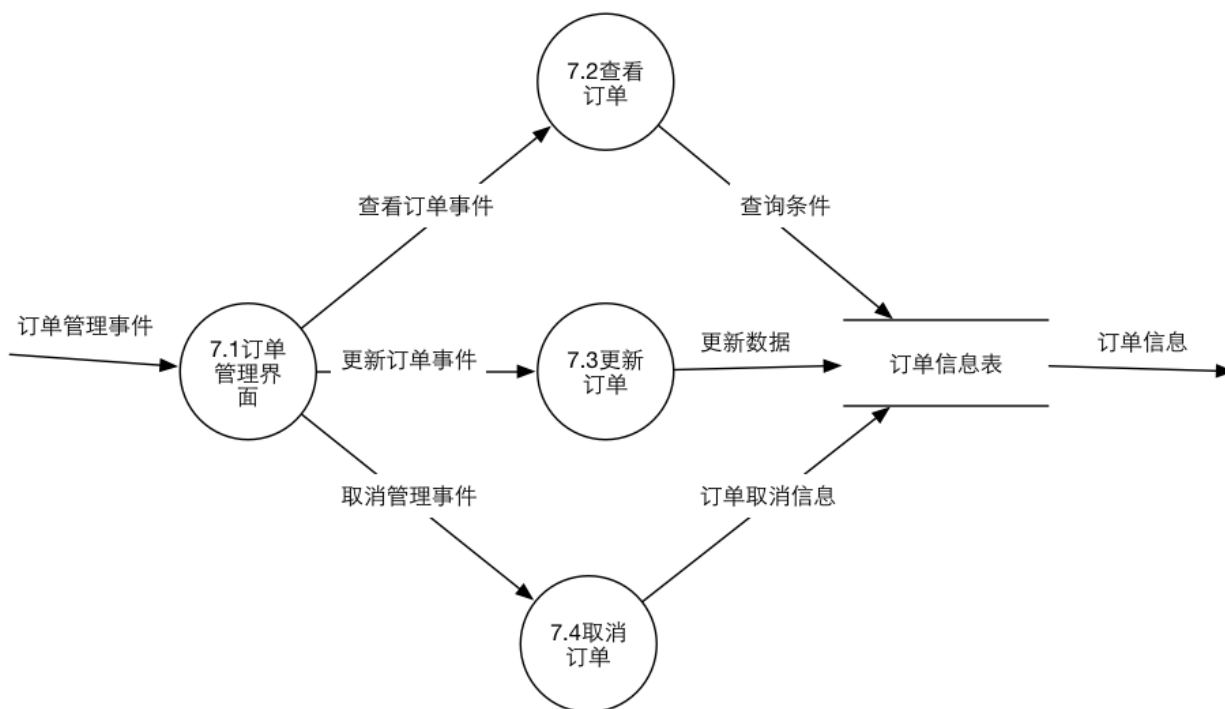 7.2查看
订单
查看订单事件
查询条件
订单管理事件
7.1订单
管理界
面
更新订单事件
7.3更新
订单
更新数据
订单信息表
订单信息
取消管理事件
订单取消信息
7.4取消
订单